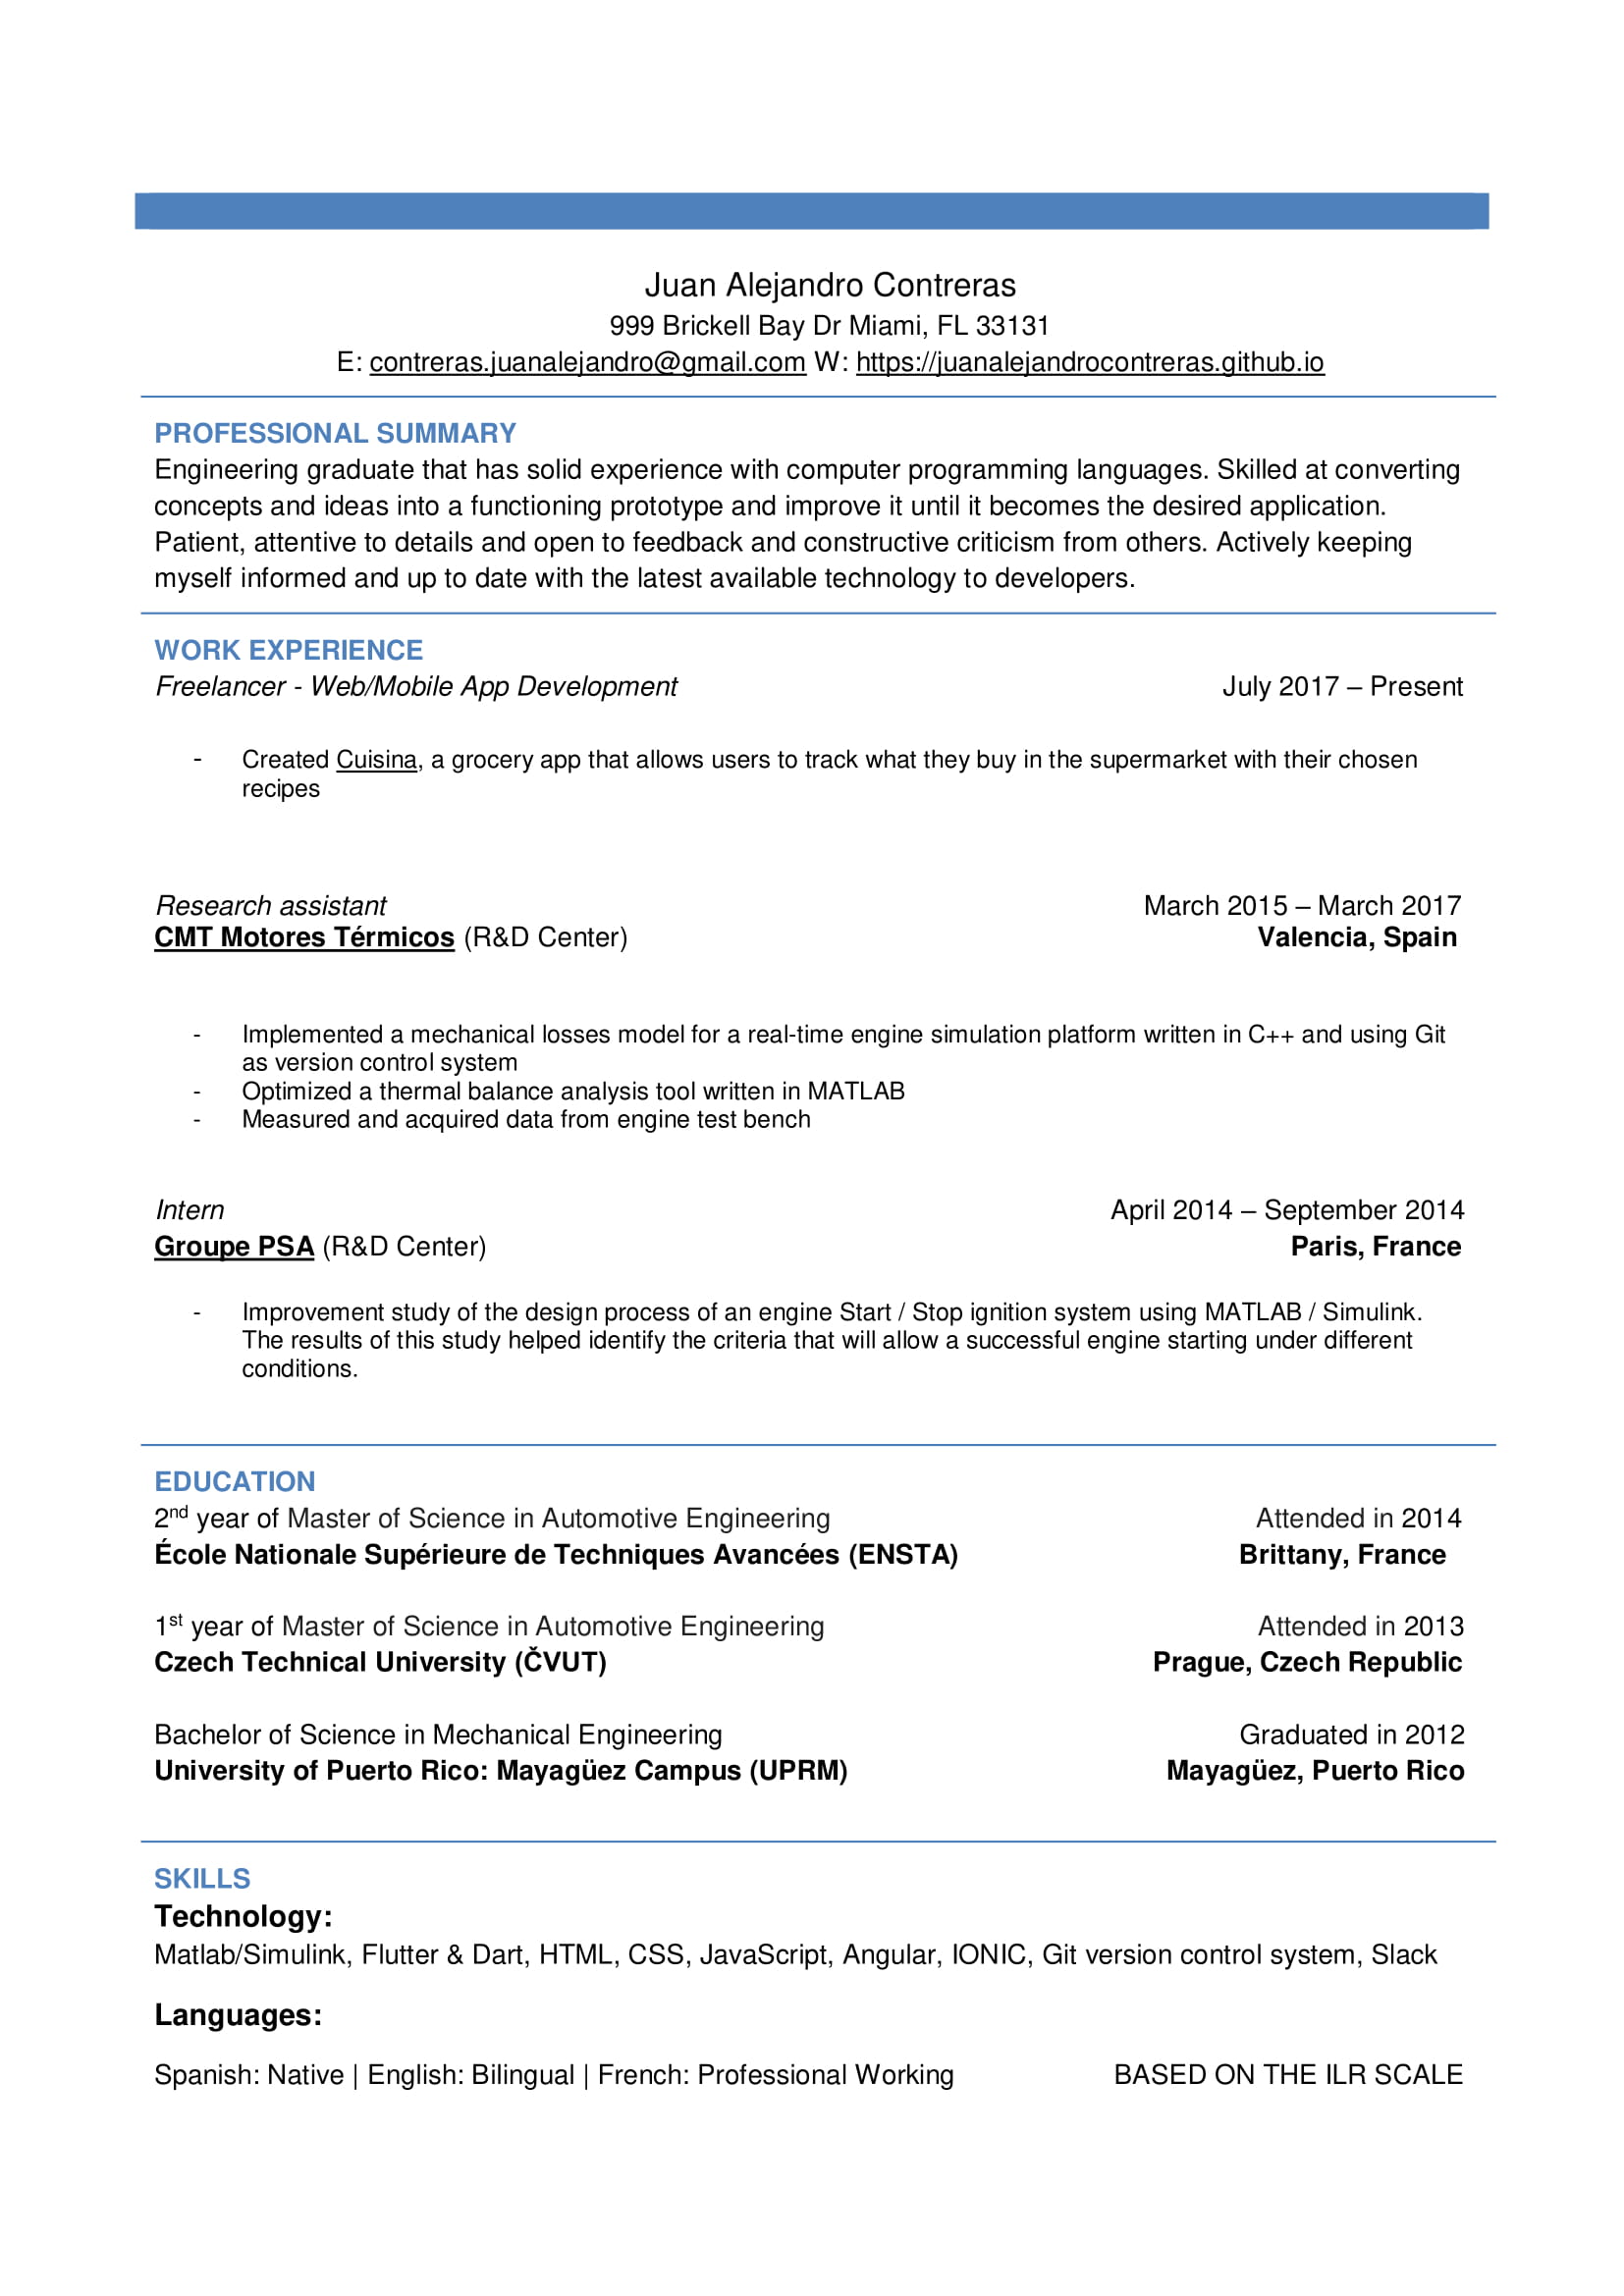 Juan Alejandro Contreras
999 Brickell Bay Dr Miami, FL 33131
E: contreras.juanalejandro@gmail.com W: https://juanalejandrocontreras.github.io
PROFESSIONAL SUMMARY
Engineering graduate that has solid experience with computer programming languages. Skilled at converting
concepts and ideas into a functioning prototype and improve it until it becomes the desired application.
Patient, attentive to details and open to feedback and constructive criticism from others. Actively keeping
myself informed and up to date with the latest available technology to developers.
WORK EXPERIENCE
Freelancer - Web/Mobile App Development July 2017 – Present
- Created Cuisina, a grocery app that allows users to track what they buy in the supermarket with their chosen
recipes
Research assistant March 2015 – March 2017
CMT Motores Térmicos (R&D Center) Valencia, Spain
- Implemented a mechanical losses model for a real-time engine simulation platform written in C++ and using Git
as version control system
- Optimized a thermal balance analysis tool written in MATLAB
- Measured and acquired data from engine test bench
Intern April 2014 – September 2014
Groupe PSA (R&D Center) Paris, France
- Improvement study of the design process of an engine Start / Stop ignition system using MATLAB / Simulink.
The results of this study helped identify the criteria that will allow a successful engine starting under different
conditions.
EDUCATION
2nd year of Master of Science in Automotive Engineering Attended in 2014
École Nationale Supérieure de Techniques Avancées (ENSTA) Brittany, France
1st year of Master of Science in Automotive Engineering Attended in 2013
Czech Technical University (ČVUT) Prague, Czech Republic
Bachelor of Science in Mechanical Engineering Graduated in 2012
University of Puerto Rico: Mayagüez Campus (UPRM) Mayagüez, Puerto Rico
SKILLS
Technology:
Matlab/Simulink, Flutter & Dart, HTML, CSS, JavaScript, Angular, IONIC, Git version control system, Slack
Languages:
Spanish: Native | English: Bilingual | French: Professional Working BASED ON THE ILR SCALE